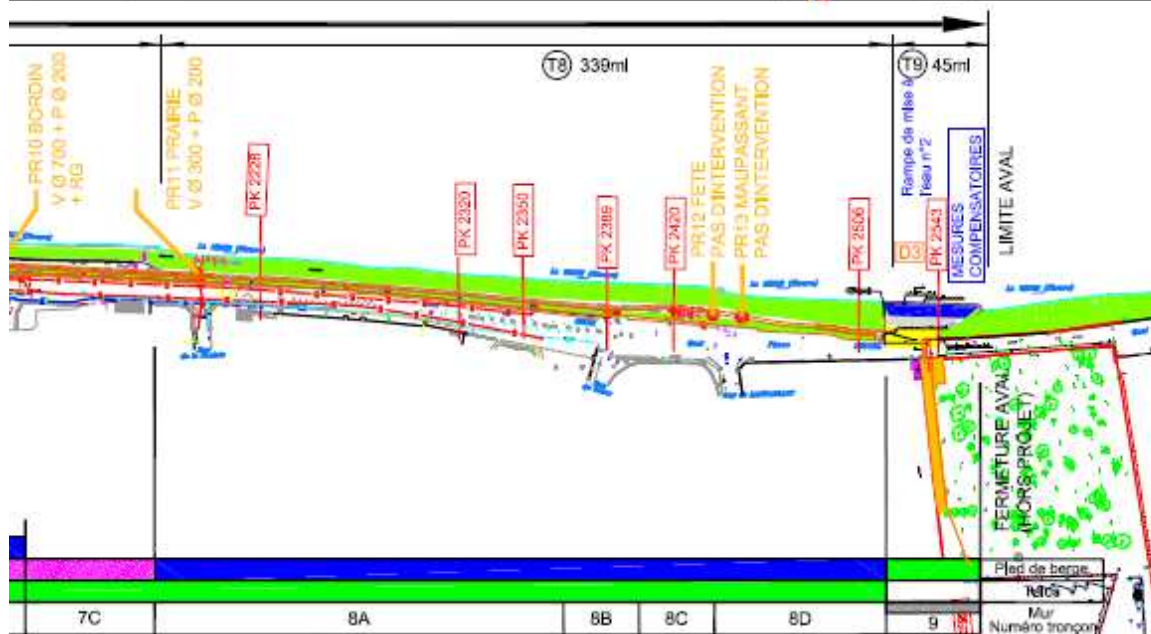 T8 339ml
T9 45ml
PR10 BORDIN
V Ø 700 + P Ø 200
+ RG
PR11 PRAIRIE
V Ø 300 + P Ø 200
PK 2228
PK 2320
PK 2350
PK 2389
PK 2420
PR12 FETE
PAS D'INTERVENTION
PR13 MAUPASSANT
PAS D'INTERVENTION
PK 2506
Rampe de mise à
l'eau n°2
D3
PK 2543
MESURES
COMPENSATOIRES
LIMITE AVAL
FERMETURE AVAL
(HORS PROJET)
Pied de berge
Talus
Mur
Numéro tronçon
7C
8A
8B
8C
8D
9